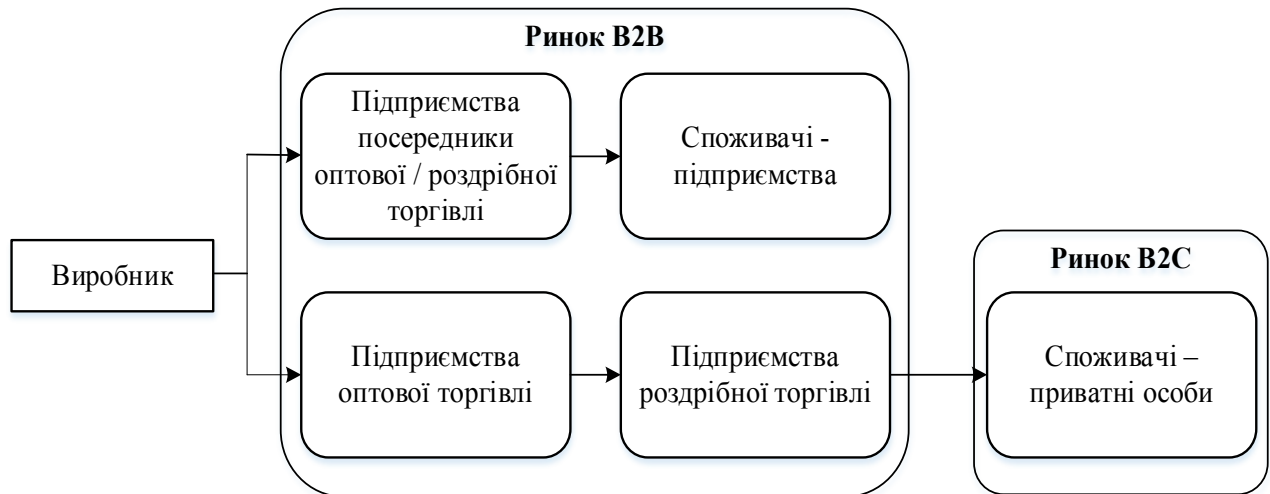 Ринок B2B
Підприємства
посередники
оптової / роздрібної
торгівлі
Споживачі -
підприємства
Виробник
Ринок B2C
Підприємства
оптової торгівлі
Підприємства
роздрібної торгівлі
Споживачі –
приватні особи